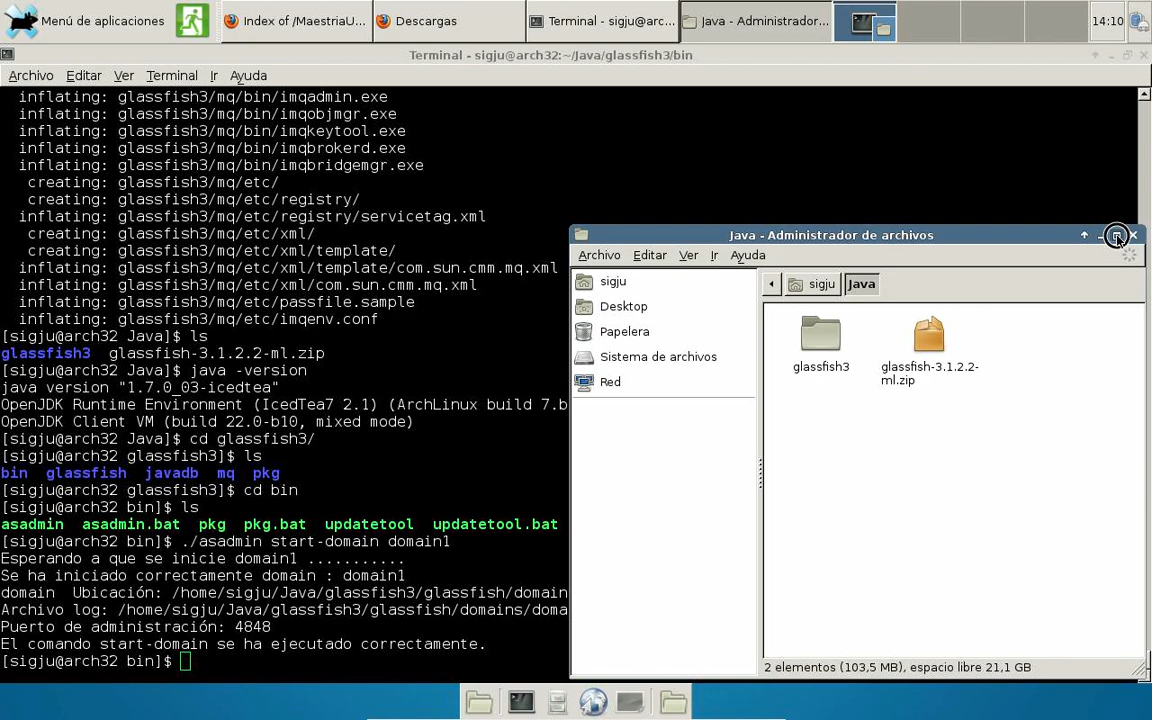 Menú de aplicaciones
Index of /MaestriaU...
Descargas
Terminal - sigju@arc...
Java - Administrador...
14:10
Terminal - sigju@arch32:~/Java/glassfish3/bin
Archivo Editar Ver Terminal Ir Ayuda
inflating: glassfish3/mq/bin/imqadmin.exe
inflating: glassfish3/mq/bin/imqobjmgr.exe
inflating: glassfish3/mq/bin/imqkeytool.exe
inflating: glassfish3/mq/bin/imqbrokerd.exe
inflating: glassfish3/mq/bin/imqbridgemgr.exe
creating: glassfish3/mq/etc/
creating: glassfish3/mq/etc/registry/
inflating: glassfish3/mq/etc/registry/servicetag.xml
creating: glassfish3/mq/etc/xml/
creating: glassfish3/mq/etc/xml/template/
inflating: glassfish3/mq/etc/xml/template/com.sun.cmm.mq.xml
inflating: glassfish3/mq/etc/xml/com.sun.cmm.mq.xml
inflating: glassfish3/mq/etc/passfile.sample
inflating: glassfish3/mq/etc/imqenv.conf
[sigju@arch32 Java]$ ls
glassfish3 glassfish-3.1.2.2-ml.zip
[sigju@arch32 Java]$ java -version
java version "1.7.0_03-icedtea"
OpenJDK Runtime Environment (IcedTea7 2.1) (ArchLinux build 7.b
OpenJDK Client VM (build 22.0-b10, mixed mode)
[sigju@arch32 Java]$ cd glassfish3/
[sigju@arch32 glassfish3]$ ls
bin glassfish javadb mq pkg
[sigju@arch32 glassfish3]$ cd bin
[sigju@arch32 bin]$ ls
asadmin asadmin.bat pkg pkg.bat updatetool updatetool.bat
[sigju@arch32 bin]$ ./asadmin start-domain domain1
Esperando a que se inicie domain1 ...........
Se ha iniciado correctamente domain : domain1
domain Ubicación: /home/sigju/Java/glassfish3/glassfish/domain
Archivo log: /home/sigju/Java/glassfish3/glassfish/domains/doma
Puerto de administración: 4848
El comando start-domain se ha ejecutado correctamente.
[sigju@arch32 bin]$
Java - Administrador de archivos
Archivo Editar Ver Ir Ayuda
sigju
Desktop
Papelera
Sistema de archivos
Red
sigju Java
glassfish3
glassfish-3.1.2.2-
ml.zip
2 elementos (103,5 MB), espacio libre 21,1 GB